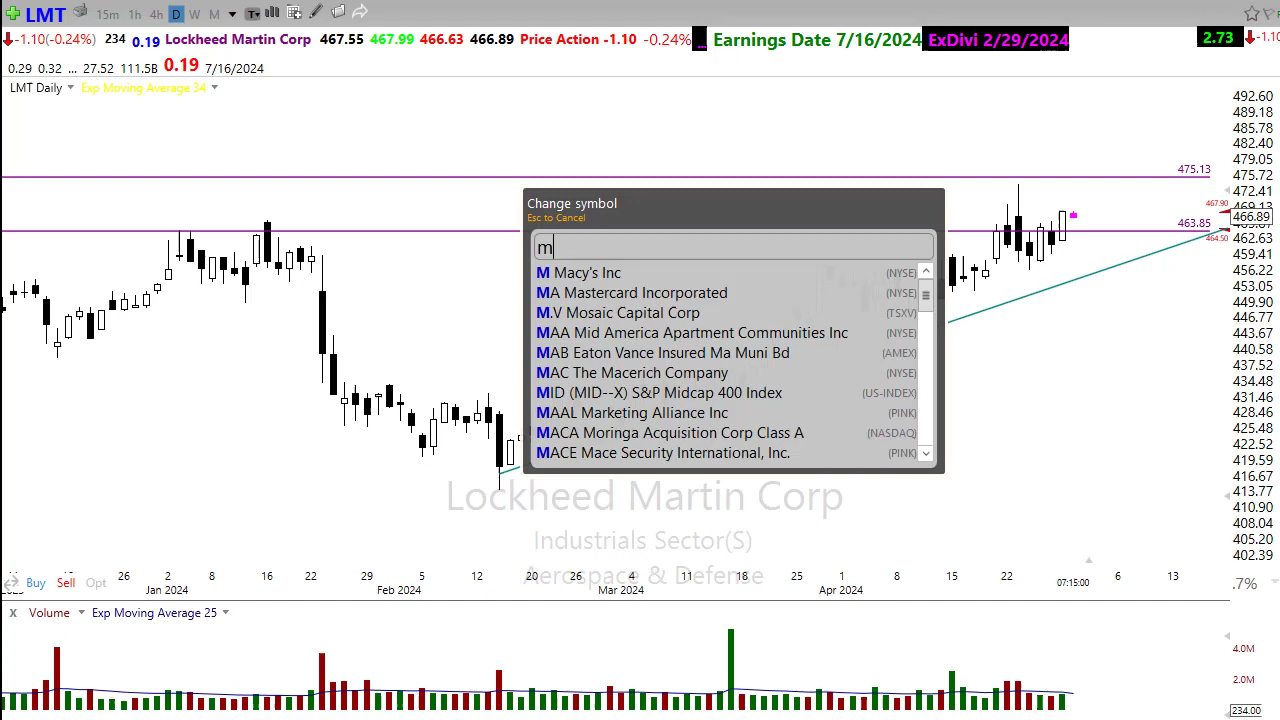 LMT 15m 1h 4h D W M
-1.10(-0.24%) 234 0.19 Lockheed Martin Corp 467.55 467.99 466.63 466.89 Price Action -1.10 -0.24% ... Earnings Date 7/16/2024 ExDivi 2/29/2024 2.73 -1.10
0.29 0.32 ... 27.52 111.5B 0.19 7/16/2024
LMT Daily Exp Moving Average 34
492.60
489.18
485.78
482.40
479.05
475.13
475.72
472.41
467.90
469.13
466.89
463.85
464.50
462.63
459.41
456.22
453.05
449.90
446.77
443.67
440.58
437.52
434.48
431.46
428.46
425.48
422.52
419.59
416.67
413.77
410.90
408.04
405.20
402.39
Change symbol
Esc to Cancel
m
M Macy's Inc (NYSE)
MA Mastercard Incorporated (NYSE)
M.V Mosaic Capital Corp (TSXV)
MAA Mid America Apartment Communities Inc (NYSE)
MAB Eaton Vance Insured Ma Muni Bd (AMEX)
MAC The Macerich Company (NYSE)
MID (MID--X) S&P Midcap 400 Index (US-INDEX)
MAAL Marketing Alliance Inc (PINK)
MACA Moringa Acquisition Corp Class A (NASDAQ)
MACE Mace Security International, Inc. (PINK)
Lockheed Martin Corp
Industrials Sector(S)
Aerospace & Defense
Buy Sell Opt
26 2 8 16 22 29 5 12 20 26 4 11 18 25 1 8 15 22 07:15:00 6 13
Jan 2024 Feb 2024 Mar 2024 Apr 2024
.7%
X Volume Exp Moving Average 25
4.0M
2.0M
234.00